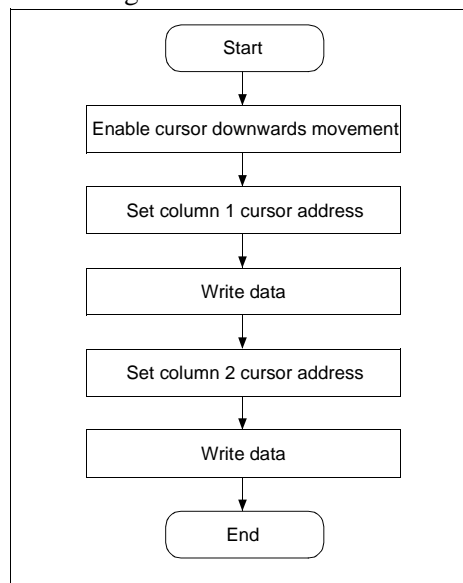 Start
Enable cursor downwards movement
Set column 1 cursor address
Write data
Set column 2 cursor address
Write data
End